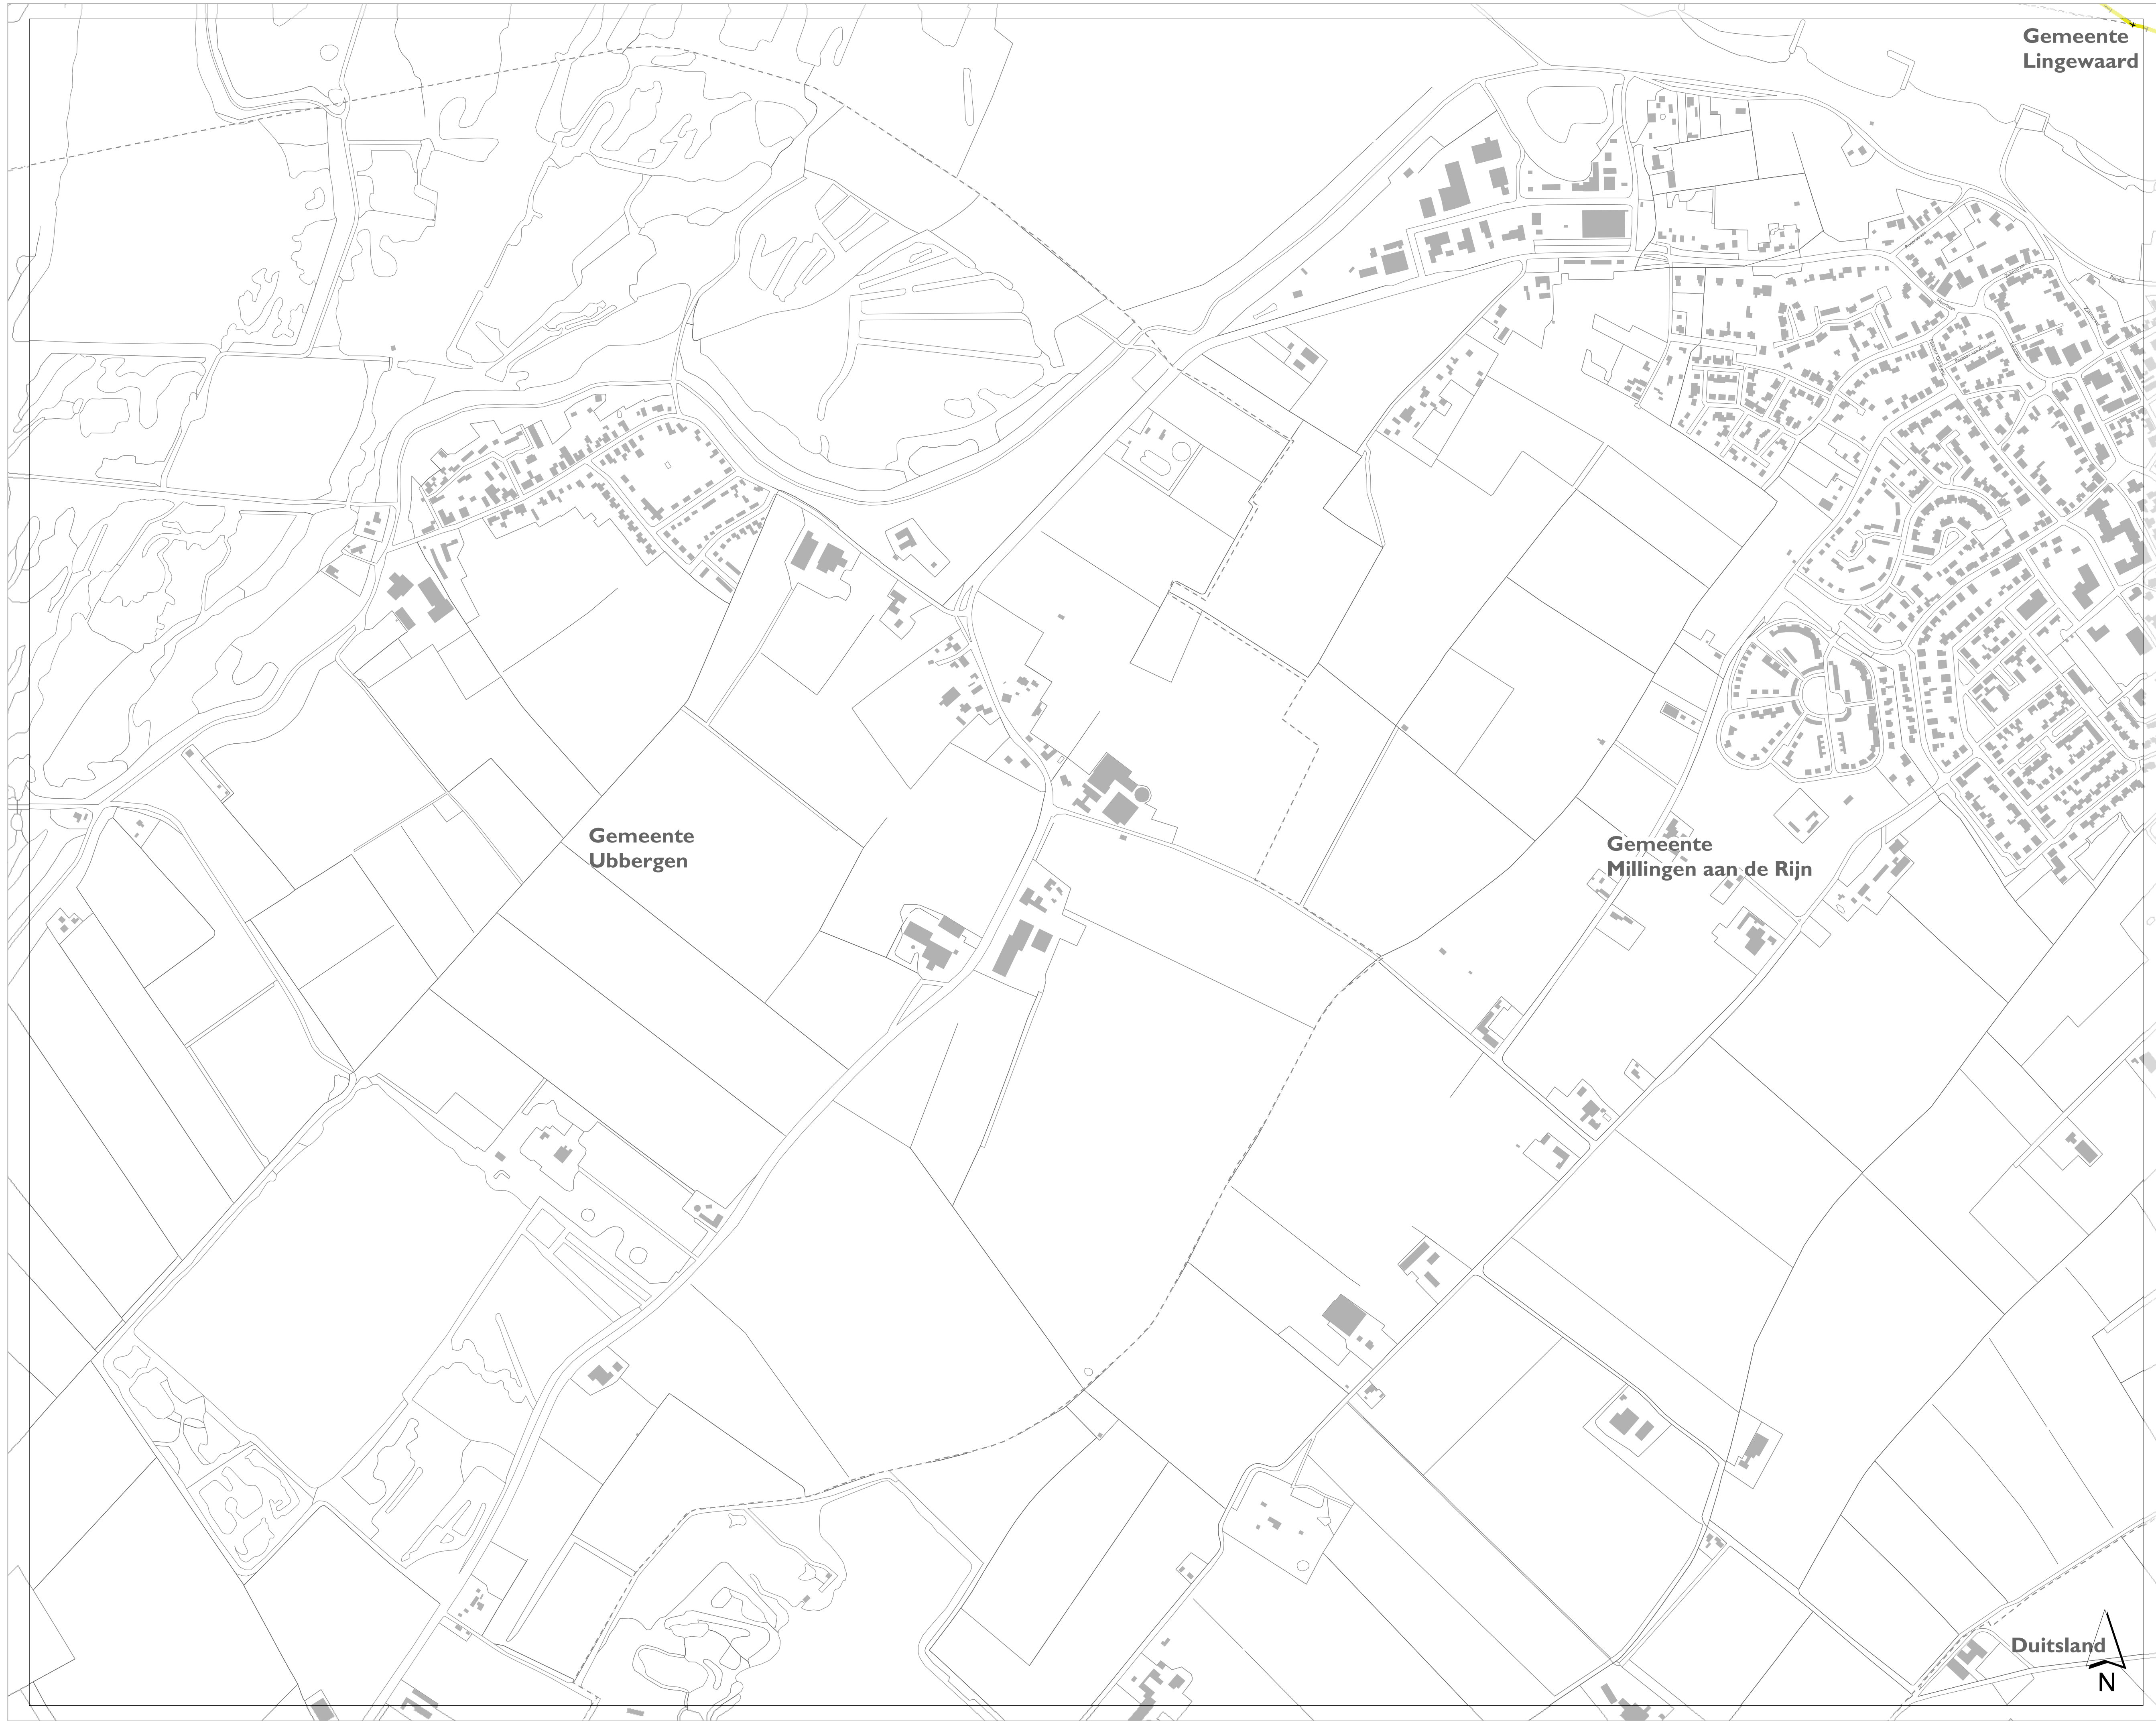 Gemeente
Lingewaard
Gemeente
Ubbergen
Gemeente
Millingen aan de Rijn
Duitsland
N